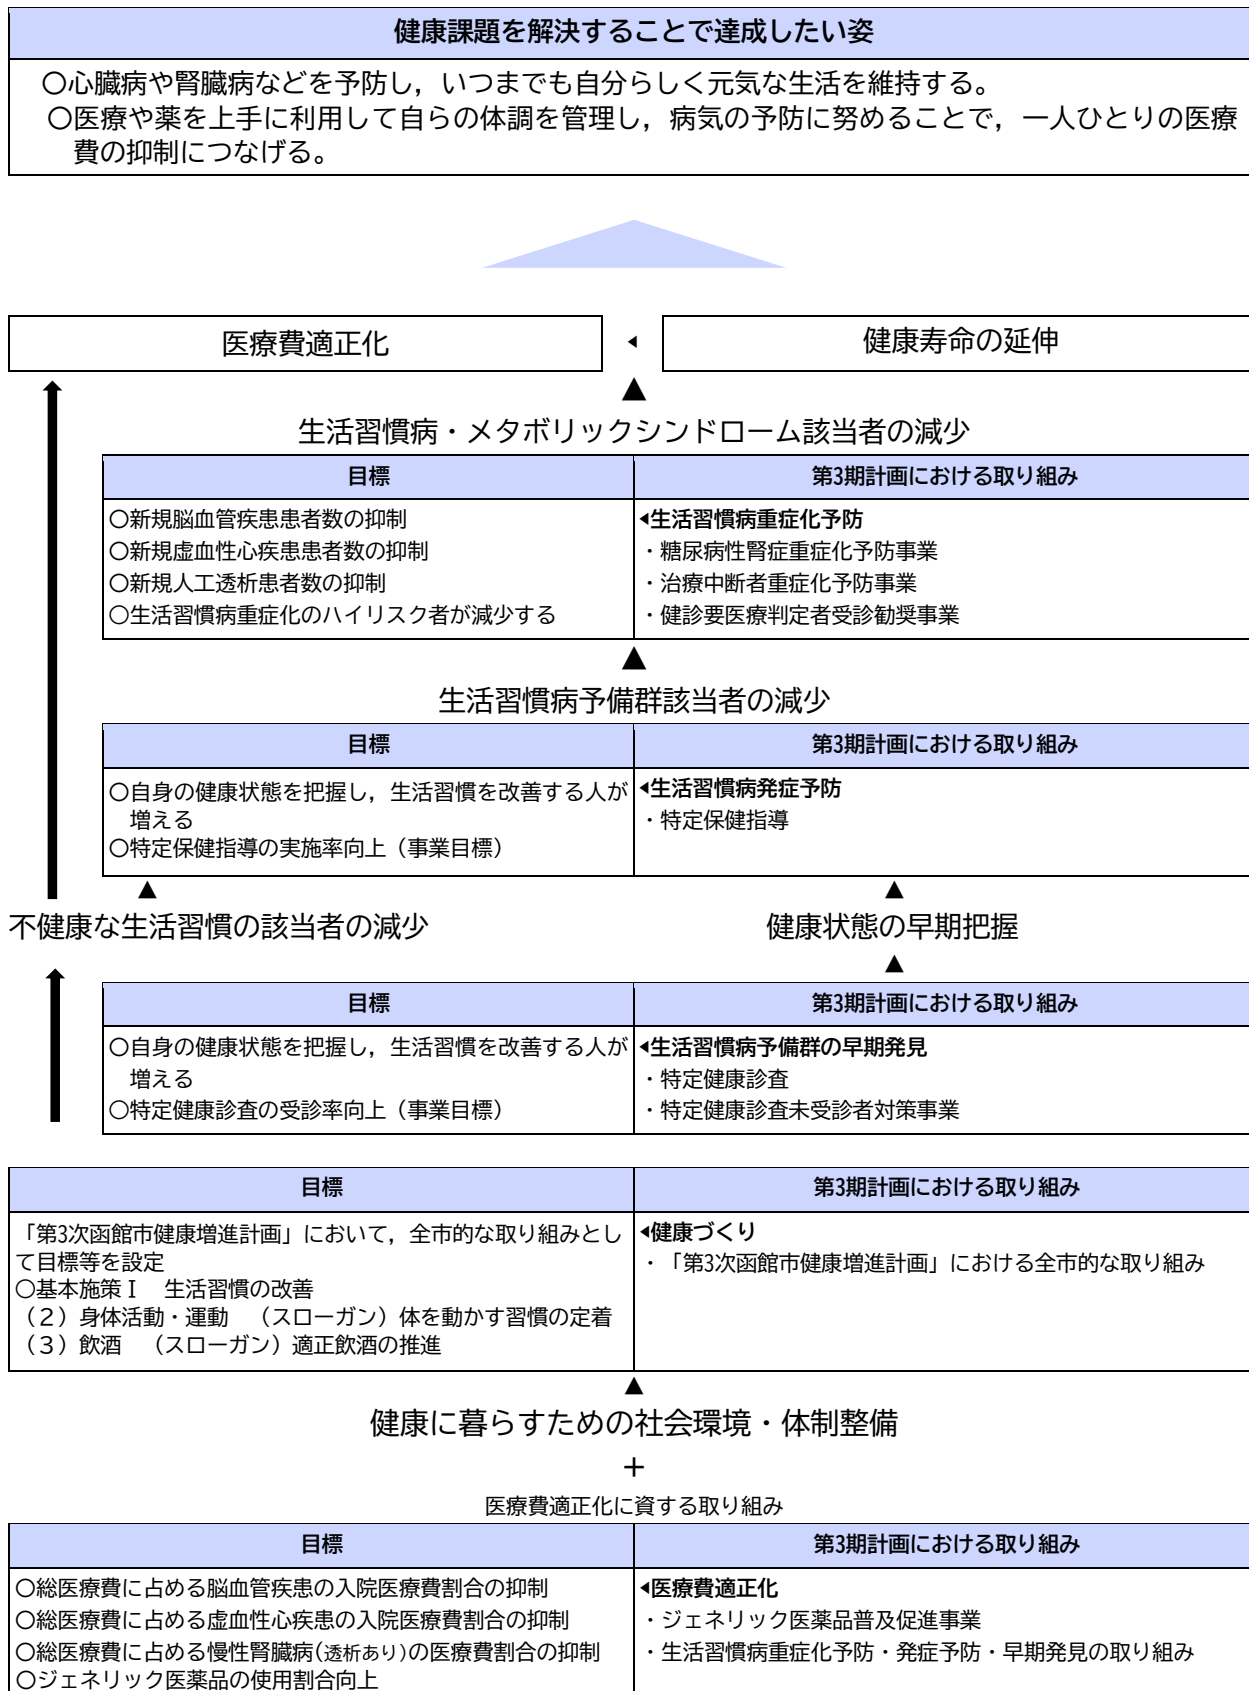 健康課題を解決することで達成したい姿
〇心臓病や腎臓病などを予防し，いつまでも自分らしく元気な生活を維持する。
〇医療や薬を上手に利用して自らの体調を管理し，病気の予防に努めることで，一人ひとりの医療
費の抑制につなげる。
医療費適正化
健康寿命の延伸
生活習慣病・メタボリックシンドローム該当者の減少
目標
第3期計画における取り組み
〇新規脳血管疾患患者数の抑制
〇新規虚血性心疾患患者数の抑制
〇新規人工透析患者数の抑制
〇生活習慣病重症化のハイリスク者が減少する
◀生活習慣病重症化予防
・糖尿病性腎症重症化予防事業
・治療中断者重症化予防事業
・健診要医療判定者受診勧奨事業
生活習慣病予備群該当者の減少
目標
第3期計画における取り組み
〇自身の健康状態を把握し，生活習慣を改善する人が
増える
〇特定保健指導の実施率向上（事業目標）
◀生活習慣病発症予防
・特定保健指導
不健康な生活習慣の該当者の減少
健康状態の早期把握
目標
第3期計画における取り組み
〇自身の健康状態を把握し，生活習慣を改善する人が
増える
〇特定健康診査の受診率向上（事業目標）
◀生活習慣病予備群の早期発見
・特定健康診査
・特定健康診査未受診者対策事業
目標
第3期計画における取り組み
「第3次函館市健康増進計画」において，全市的な取り組みとし
て目標等を設定
〇基本施策Ⅰ　生活習慣の改善
（２）身体活動・運動　（スローガン）体を動かす習慣の定着
（３）飲酒　（スローガン）適正飲酒の推進
◀健康づくり
・「第3次函館市健康増進計画」における全市的な取り組み
健康に暮らすための社会環境・体制整備
＋
医療費適正化に資する取り組み
目標
第3期計画における取り組み
〇総医療費に占める脳血管疾患の入院医療費割合の抑制
〇総医療費に占める虚血性心疾患の入院医療費割合の抑制
〇総医療費に占める慢性腎臓病(透析あり)の医療費割合の抑制
〇ジェネリック医薬品の使用割合向上
◀医療費適正化
・ジェネリック医薬品普及促進事業
・生活習慣病重症化予防・発症予防・早期発見の取り組み